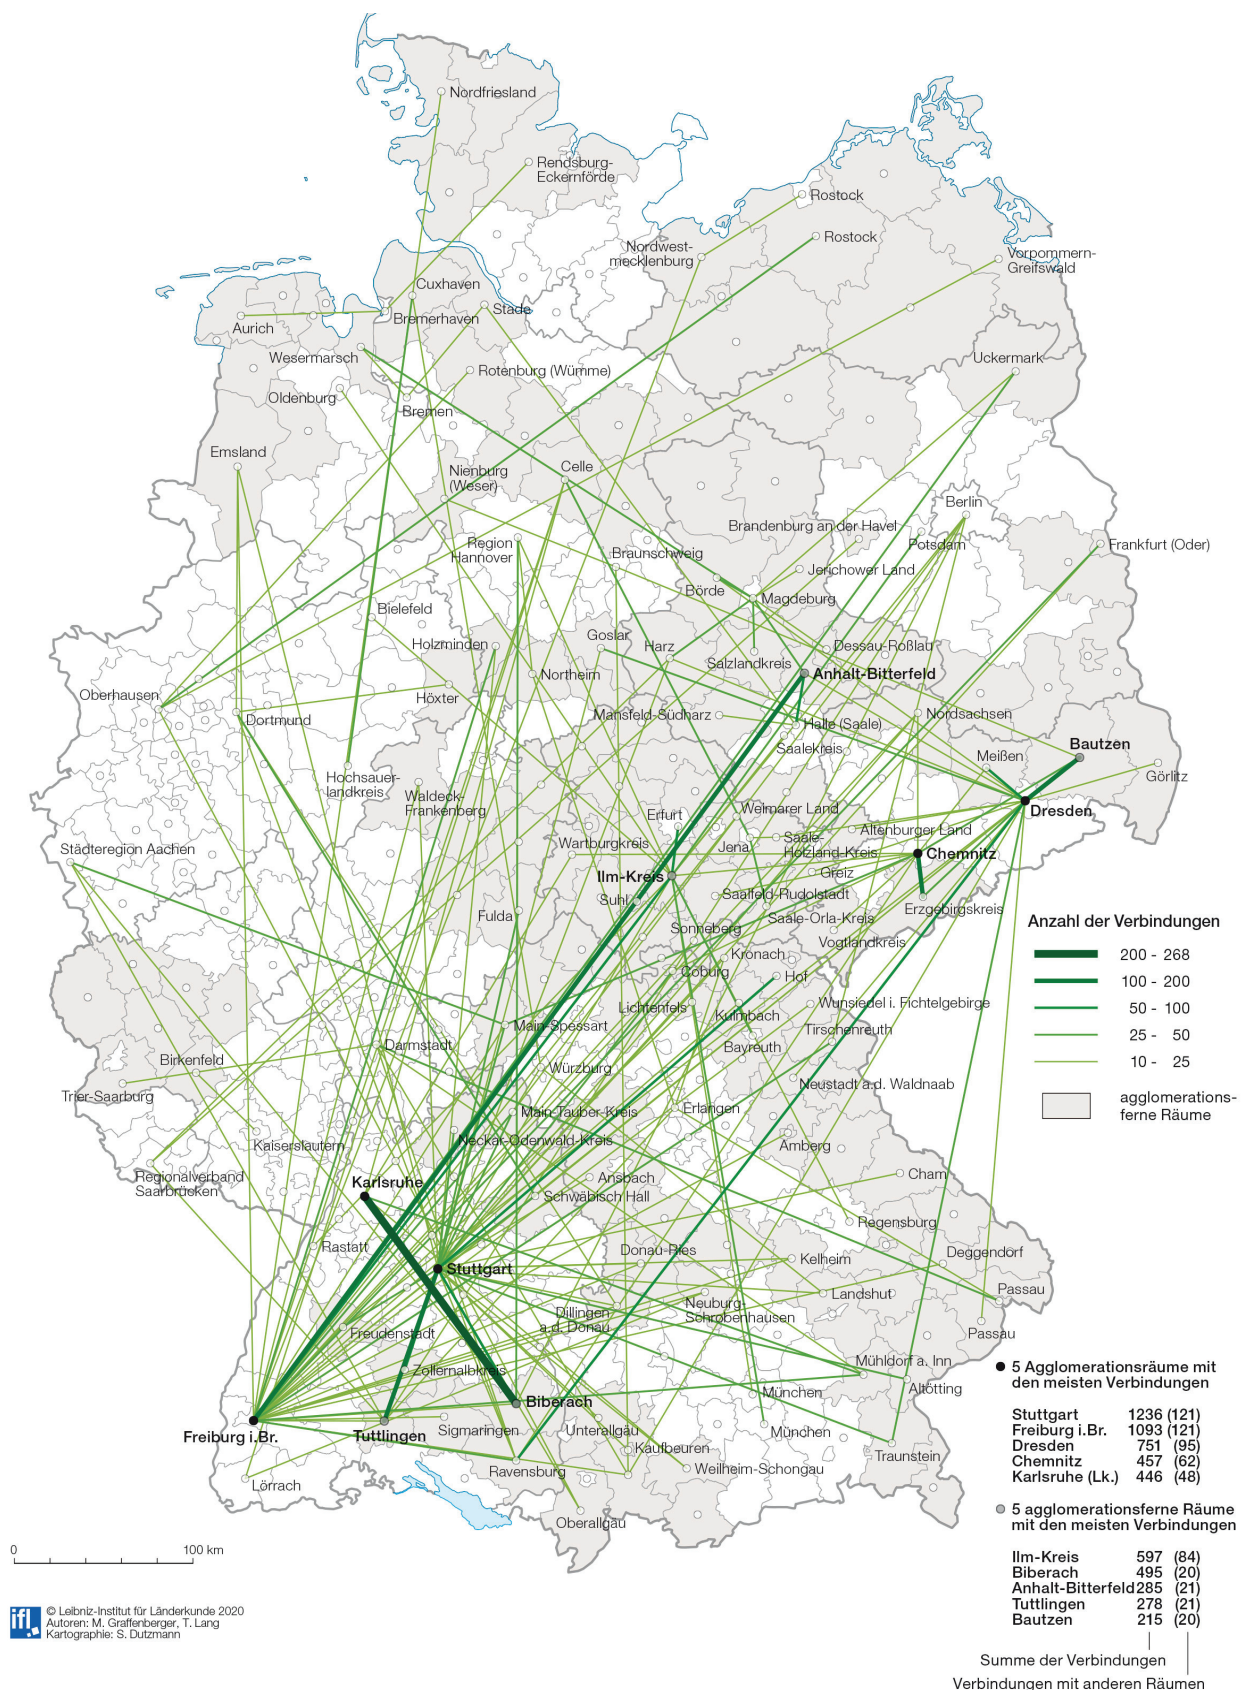 Nordfriesland
Rendsburg-
Eckernförde
Rostock
Rostock
Nordwest-
mecklenburg
Vorpommern-
Greifswald
Cuxhaven
Stade
Aurich
Bremerhaven
Wesermarsch
Uckermark
Rotenburg (Wümme)
Oldenburg
Bremen
Emsland
Nienburg
(Weser)
Celle
Berlin
Brandenburg an der Havel
Potsdam
Frankfurt (Oder)
Region
Hannover
Braunschweig
Jerichower Land
Börde
Magdeburg
Bielefeld
Holzminden
Goslar
Harz
Dessau-Roßlau
Salzlandkreis
Anhalt-Bitterfeld
Northeim
Oberhausen
Höxter
Dortmund
Mansfeld-Südharz
Halle (Saale)
Nordsachsen
Saalekreis
Meißen
Bautzen
Görlitz
Hochsauer-
landkreis
Waldeck-
Frankenberg
Weimarer Land
Dresden
Erfurt
Altenburger Land
Städteregion Aachen
Wartburgkreis
Jena
Saale-
Holzland-Kreis
Chemnitz
Ilm-Kreis
Greiz
Suhl
Saalfeld-Rudolstadt
Erzgebirgskreis
Fulda
Saale-Orla-Kreis
Sonneberg
Vogtlandkreis
Kronach
Coburg
Hof
Lichtenfels
Kulmbach
Wunsiedel i. Fichtelgebirge
Main-Spessart
Tirschenreuth
Darmstadt
Bayreuth
Birkenfeld
Würzburg
Trier-Saarburg
Neustadt a.d. Waldnaab
Main-Tauber-Kreis
Erlangen
Kaiserslautern
Neckar-Odenwald-Kreis
Amberg
Regionalverband
Saarbrücken
Karlsruhe
Ansbach
Cham
Schwäbisch Hall
Regensburg
Rastatt
Donau-Ries
Kelheim
Deggendorf
Stuttgart
Landshut
Passau
Neuburg-
Schrobenhausen
Dillingen
a.d. Donau
Freudenstadt
Passau
Zollernalbkreis
Mühldorf a. Inn
Altötting
München
Biberach
Freiburg i.Br.
Tuttlingen
Sigmaringen
Unterallgäu
München
Kaufbeuren
Traunstein
Ravensburg
Weilheim-Schongau
Lörrach
Oberallgäu
Anzahl der Verbindungen
200 - 268
100 - 200
50 - 100
25 - 50
10 - 25
agglomerations-
ferne Räume
5 Agglomerationsräume mit
den meisten Verbindungen
Stuttgart 1236 (121)
Freiburg i.Br. 1093 (121)
Dresden 751 (95)
Chemnitz 457 (62)
Karlsruhe (Lk.) 446 (48)
5 agglomerationsferne Räume
mit den meisten Verbindungen
Ilm-Kreis 597 (84)
Biberach 495 (20)
Anhalt-Bitterfeld 285 (21)
Tuttlingen 278 (21)
Bautzen 215 (20)
Summe der Verbindungen
Verbindungen mit anderen Räumen
0 100 km
ifl
© Leibniz-Institut für Länderkunde 2020
Autoren: M. Graffenberger, T. Lang
Kartographie: S. Dutzmann